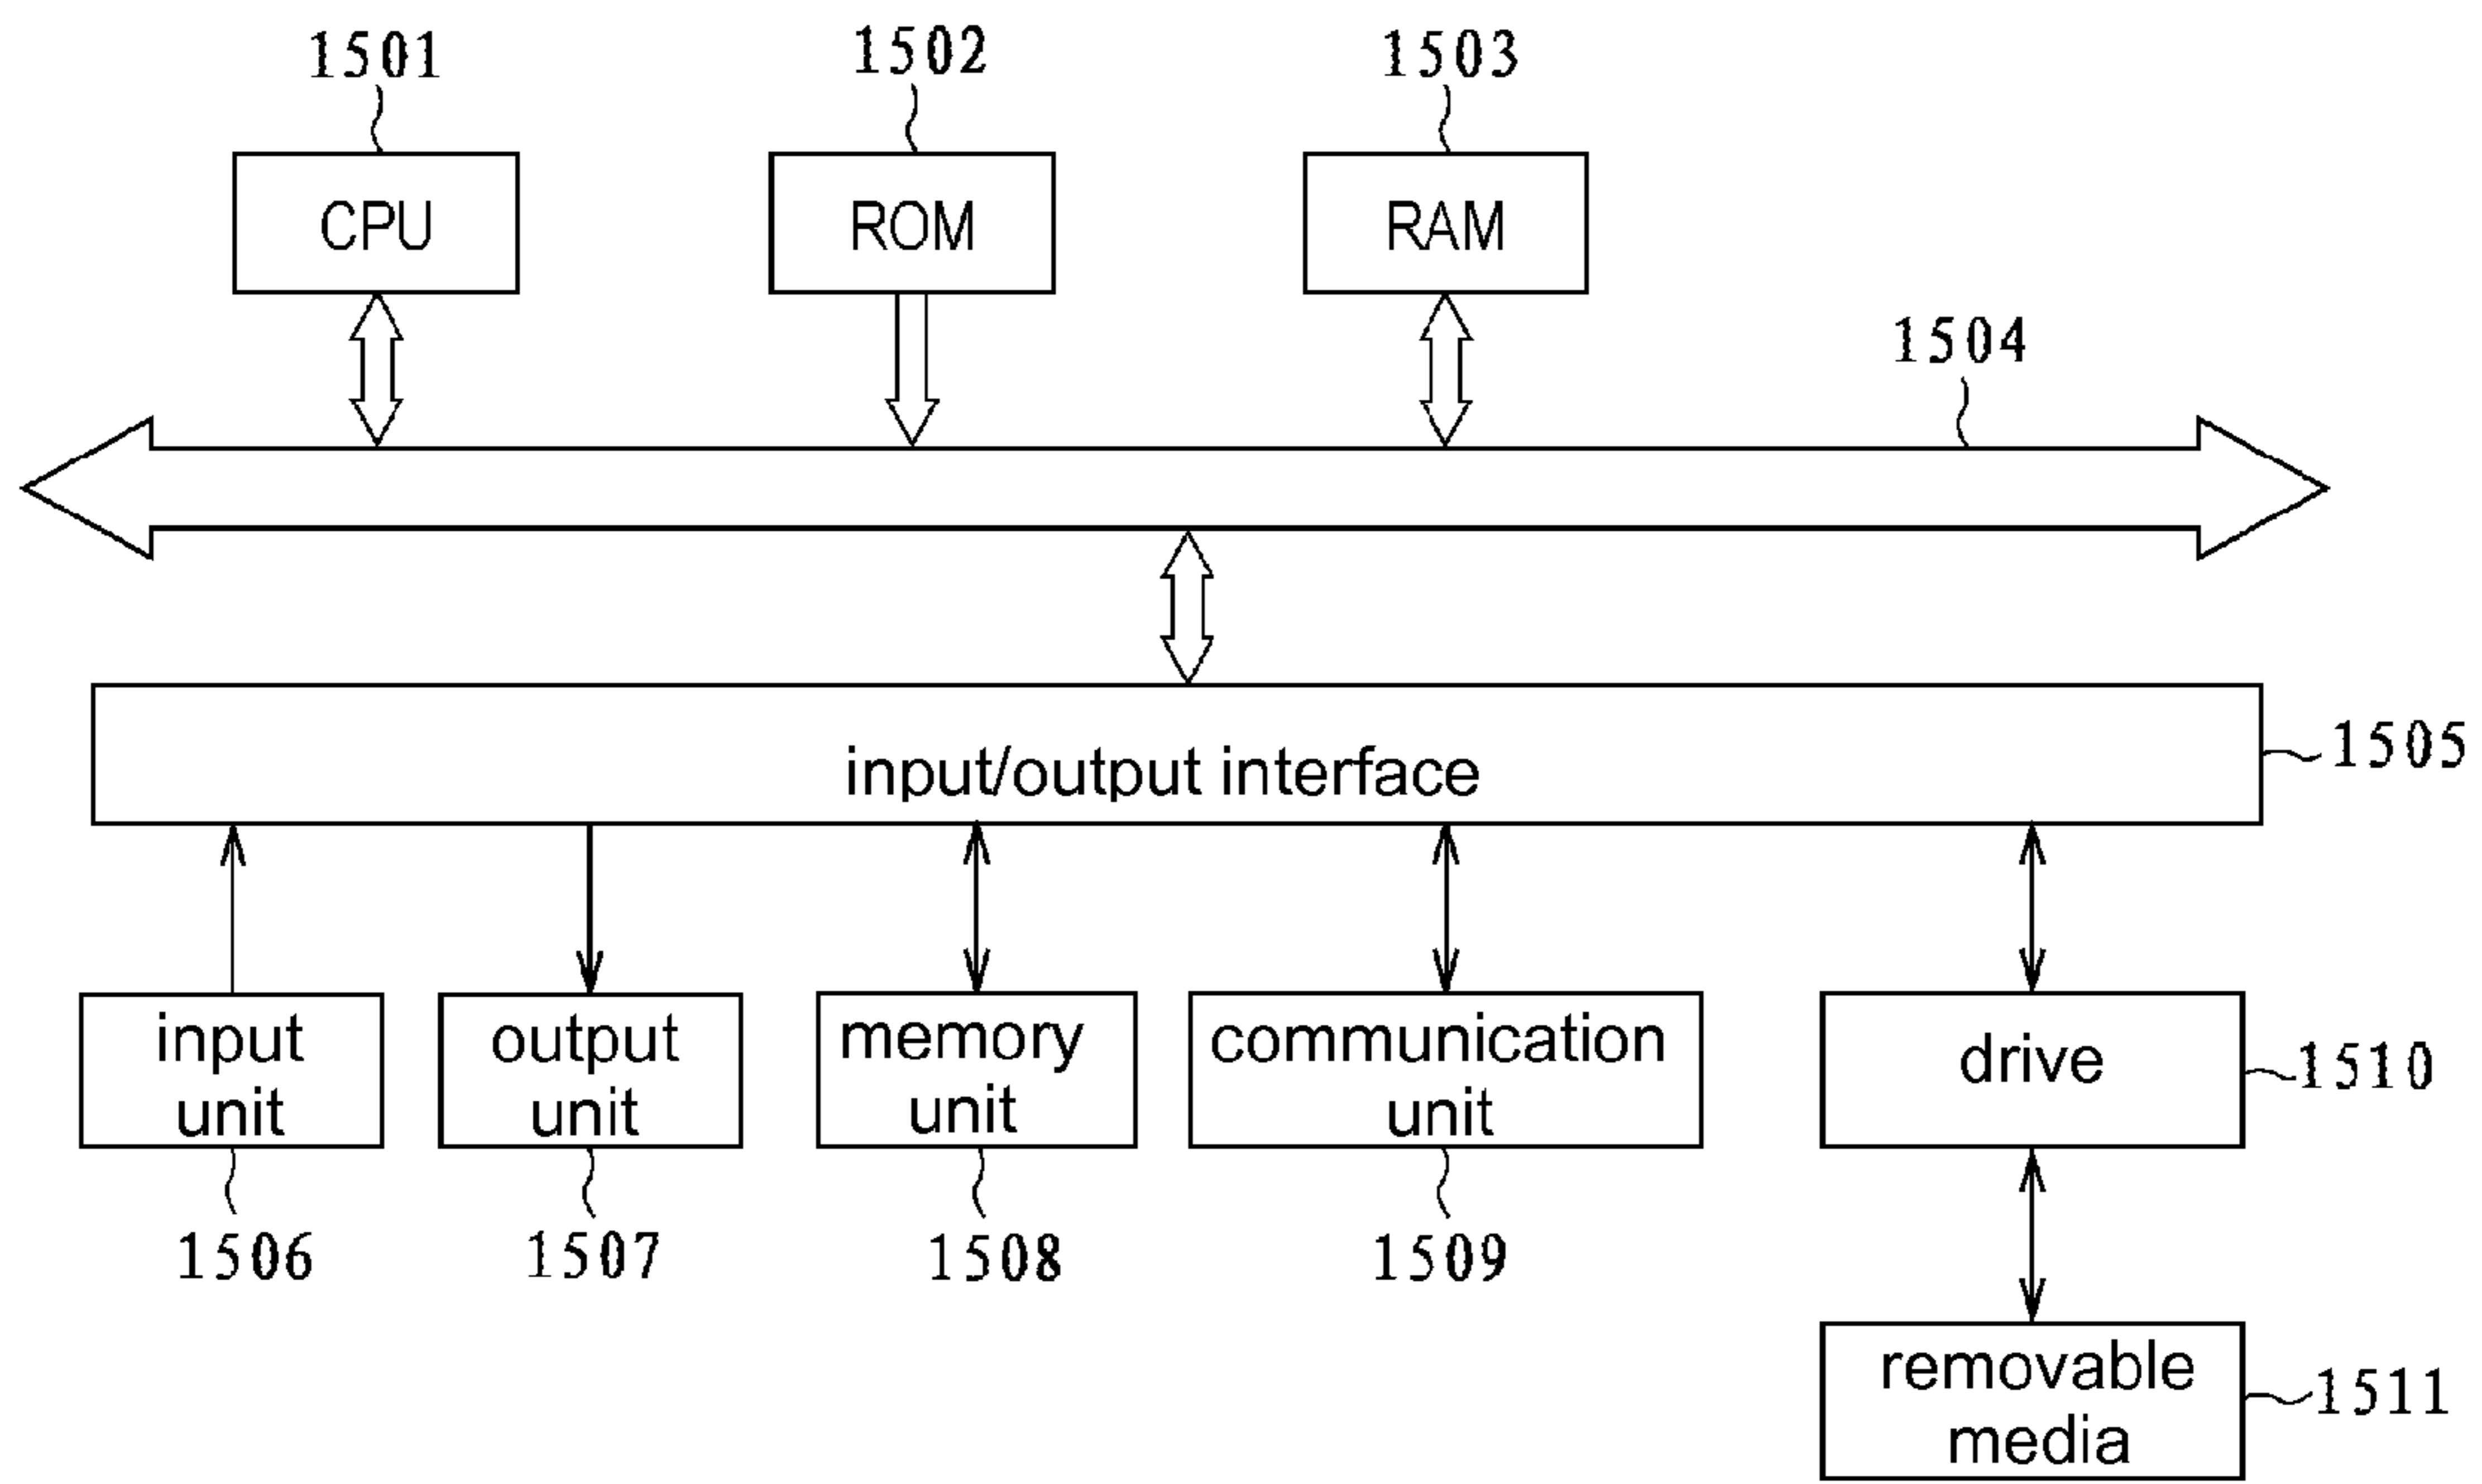 1501
1502
1503
CPU
ROM
RAM
1504
input/output interface
1505
input
unit
output
unit
memory
unit
communication
unit
drive
1510
1506
1507
1508
1509
removable
media
1511